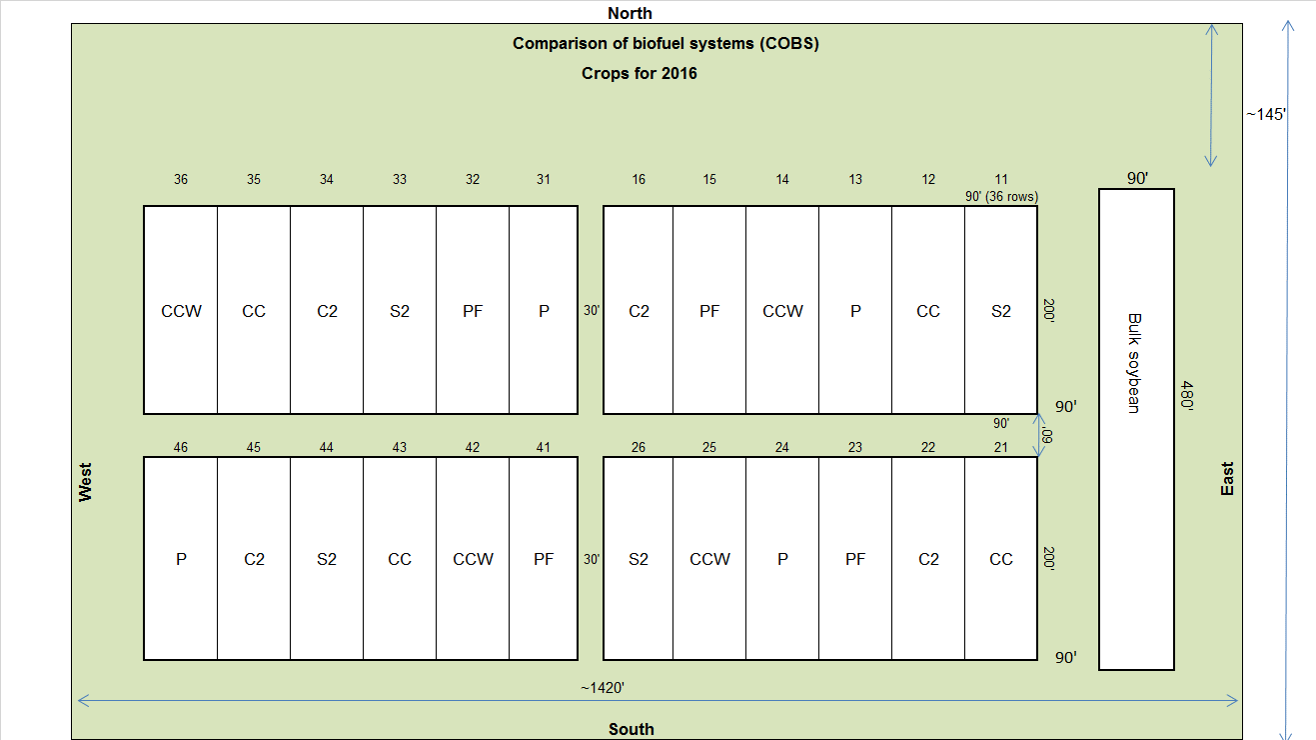 North
Comparison of biofuel systems (COBS)
Crops for 2016
~145'
36 35 34 33 32 31 16 15 14 13 12 11 90'
90' (36 rows)
CCW CC C2 S2 PF P 30' C2 PF CCW P CC S2 200'
Bulk soybean
480'
90'
90'
60'
46 45 44 43 42 41 26 25 24 23 22 21
West
East
P C2 S2 CC CCW PF 30' S2 CCW P PF C2 CC 200'
90'
~1420'
South